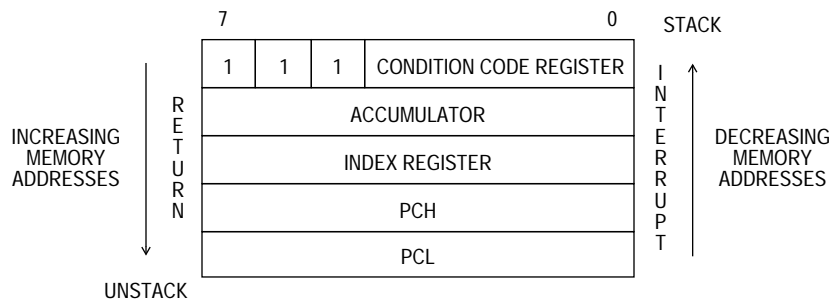 7 0 STACK
1 1 1 CONDITION CODE REGISTER
ACCUMULATOR
INDEX REGISTER
PCH
PCL
INCREASING
MEMORY
ADDRESSES
RETURN
INTERRUPT
DECREASING
MEMORY
ADDRESSES
UNSTACK